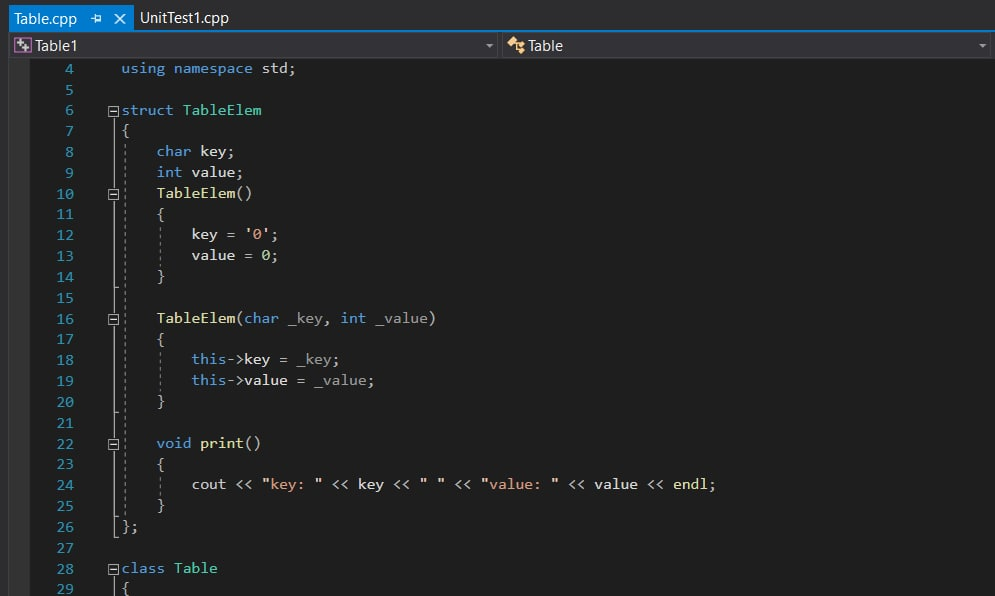 Table.cpp UnitTest1.cpp
Table1 Table
4 using namespace std;
5
6 struct TableElem
7 {
8 char key;
9 int value;
10 TableElem()
11 {
12 key = '0';
13 value = 0;
14 }
15
16 TableElem(char _key, int _value)
17 {
18 this->key = _key;
19 this->value = _value;
20 }
21
22 void print()
23 {
24 cout << "key: " << key << " " << "value: " << value << endl;
25 }
26 };
27
28 class Table
29 {